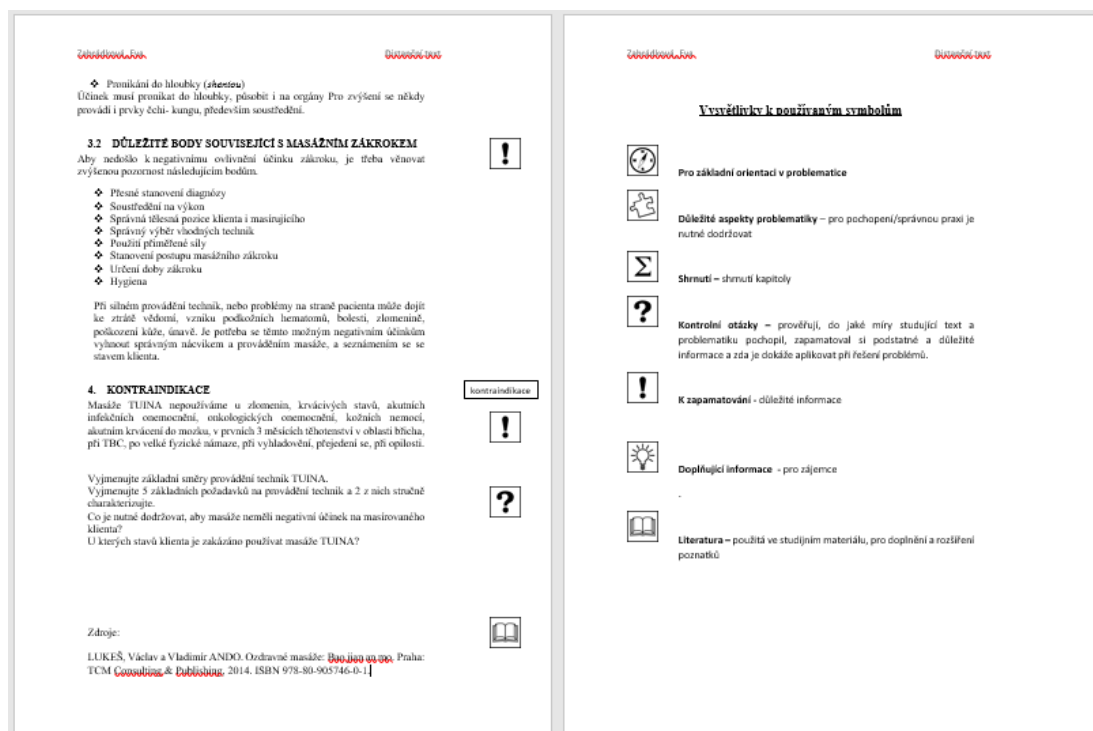 Zahrádková, Eva
Distanční text
❖ Pronikání do hloubky (shentou)
Účinek musí pronikat do hloubky, působit i na orgány Pro zvýšení se někdy
provádí i prvky čchi- kungu, především soustředění.
3.2 DŮLEŽITÉ BODY SOUVISEJÍCÍ S MASÁŽNÍM ZÁKROKEM
!
Aby nedošlo k negativnímu ovlivnění účinku zákroku, je třeba věnovat
zvýšenou pozornost následujícím bodům.
❖ Přesné stanovení diagnózy
❖ Soustředění na výkon
❖ Správná tělesná pozice klienta i masírujícího
❖ Správný výběr vhodných technik
❖ Použití přiměřené síly
❖ Stanovení postupu masážního zákroku
❖ Určení doby zákroku
❖ Hygiena
Při silném provádění technik, nebo problémy na straně pacienta může dojít
ke ztrátě vědomí, vzniku podkožních hematomů, bolesti, zlomenině,
poškození kůže, únavě. Je potřeba se těmto možným negativním účinkům
vyhnout správným nácvikem a prováděním masáže, a seznámením se se
stavem klienta.
4. KONTRAINDIKACE
kontraindikace
Masáže TUINA nepoužíváme u zlomenin, krvácivých stavů, akutních
infekčních onemocnění, onkologických onemocnění, kožních nemocí,
!
akutním krvácení do mozku, v prvních 3 měsících těhotenství v oblasti břicha,
při TBC, po velké fyzické námaze, při vyhladovění, přejedení se, při opilosti.
Vyjmenujte základní směry provádění technik TUINA.
Vyjmenujte 5 základních požadavků na provádění technik a 2 z nich stručně
charakterizujte.
?
Co je nutné dodržovat, aby masáže neměli negativní účinek na masírovaného
klienta?
U kterých stavů klienta je zakázáno používat masáže TUINA?
Zdroje:
LUKEŠ, Václav a Vladimír ANDO. Ozdravné masáže: Bao jian an mo. Praha:
TCM Consulting & Publishing, 2014. ISBN 978-80-905746-0-1.
Zahrádková, Eva
Distanční text
Vysvětlivky k používaným symbolům
Pro základní orientaci v problematice
Důležité aspekty problematiky – pro pochopení/správnou praxi je
nutné dodržovat
Σ
Shrnutí – shrnutí kapitoly
?
Kontrolní otázky – prověřují, do jaké míry studující text a
problematiku pochopil, zapamatoval si podstatné a důležité
informace a zda je dokáže aplikovat při řešení problémů.
!
K zapamatování - důležité informace
Doplňující informace - pro zájemce
.
Literatura – použitá ve studijním materiálu, pro doplnění a rozšíření
poznatků